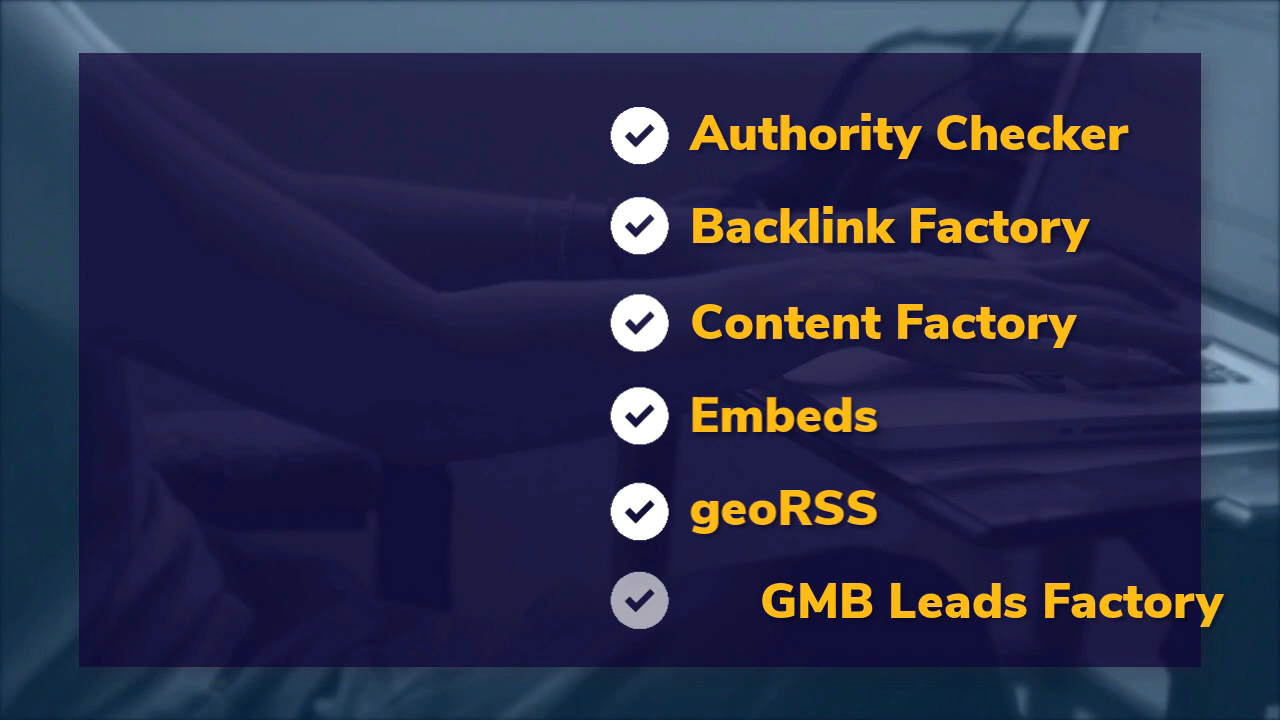 Authority Checker
Backlink Factory
Content Factory
Embeds
geoRSS
GMB Leads Factory